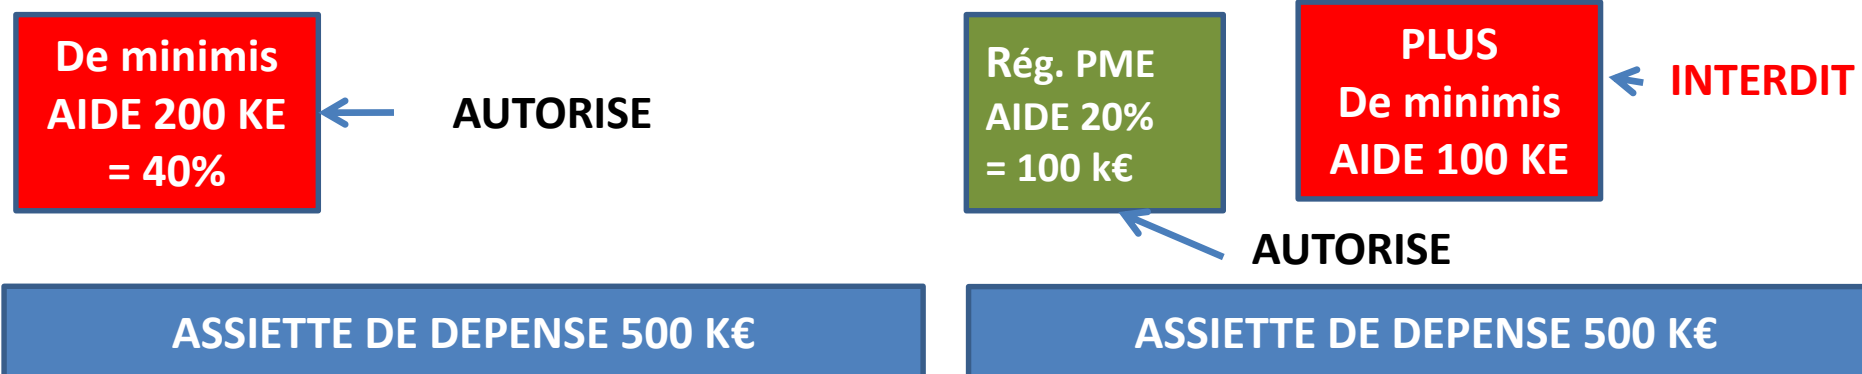 De minimis
AIDE 200 KE
= 40%
AUTORISE
ASSIETTE DE DEPENSE 500 K€
Rég. PME
AIDE 20%
= 100 k€
AUTORISE
PLUS
De minimis
AIDE 100 KE
INTERDIT
ASSIETTE DE DEPENSE 500 K€